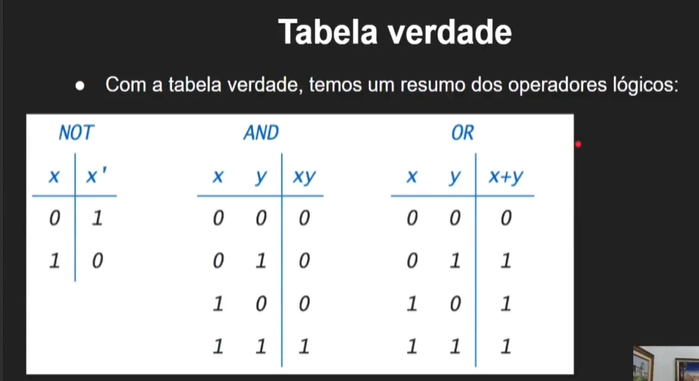 Tabela verdade
• Com a tabela verdade, temos um resumo dos operadores lógicos:
NOT AND OR
x x' x y xy x y x+y
0 1 0 0 0 0 0 0
1 0 0 1 0 0 1 1
1 0 0 1 0 1
1 1 1 1 1 1